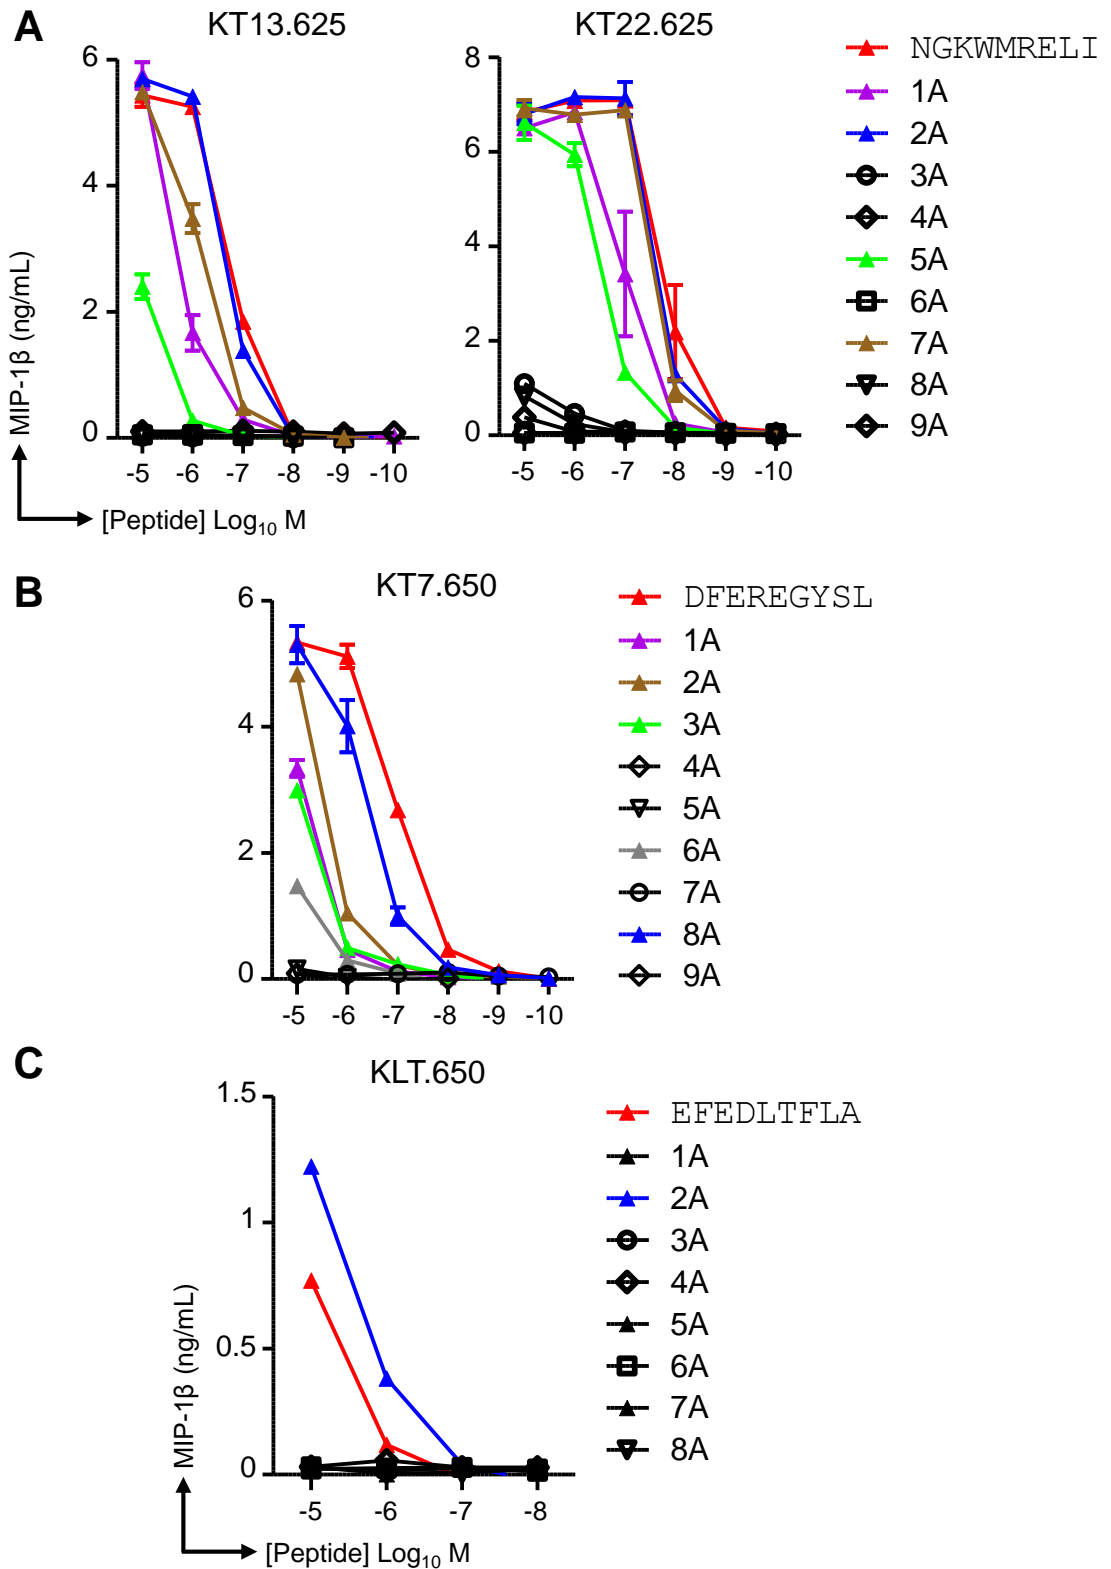 A
KT13.625
KT22.625
6
4
2
0
-5 -6 -7 -8 -9 -10
8
6
4
2
0
-5 -6 -7 -8 -9 -10
MIP-1β (ng/mL)
[Peptide] Log₁₀ M
NGKWMRELI
1A
2A
3A
4A
5A
6A
7A
8A
9A
B
KT7.650
6
4
2
0
-5 -6 -7 -8 -9 -10
DFEREGYSL
1A
2A
3A
4A
5A
6A
7A
8A
9A
C
KLT.650
1.5
1
0.5
0
-5 -6 -7 -8
MIP-1β (ng/mL)
[Peptide] Log₁₀ M
EFEDLTFLA
1A
2A
3A
4A
5A
6A
7A
8A